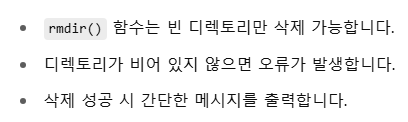 • rmdir() 함수는 빈 디렉토리만 삭제 가능합니다.
• 디렉토리가 비어 있지 않으면 오류가 발생합니다.
• 삭제 성공 시 간단한 메시지를 출력합니다.